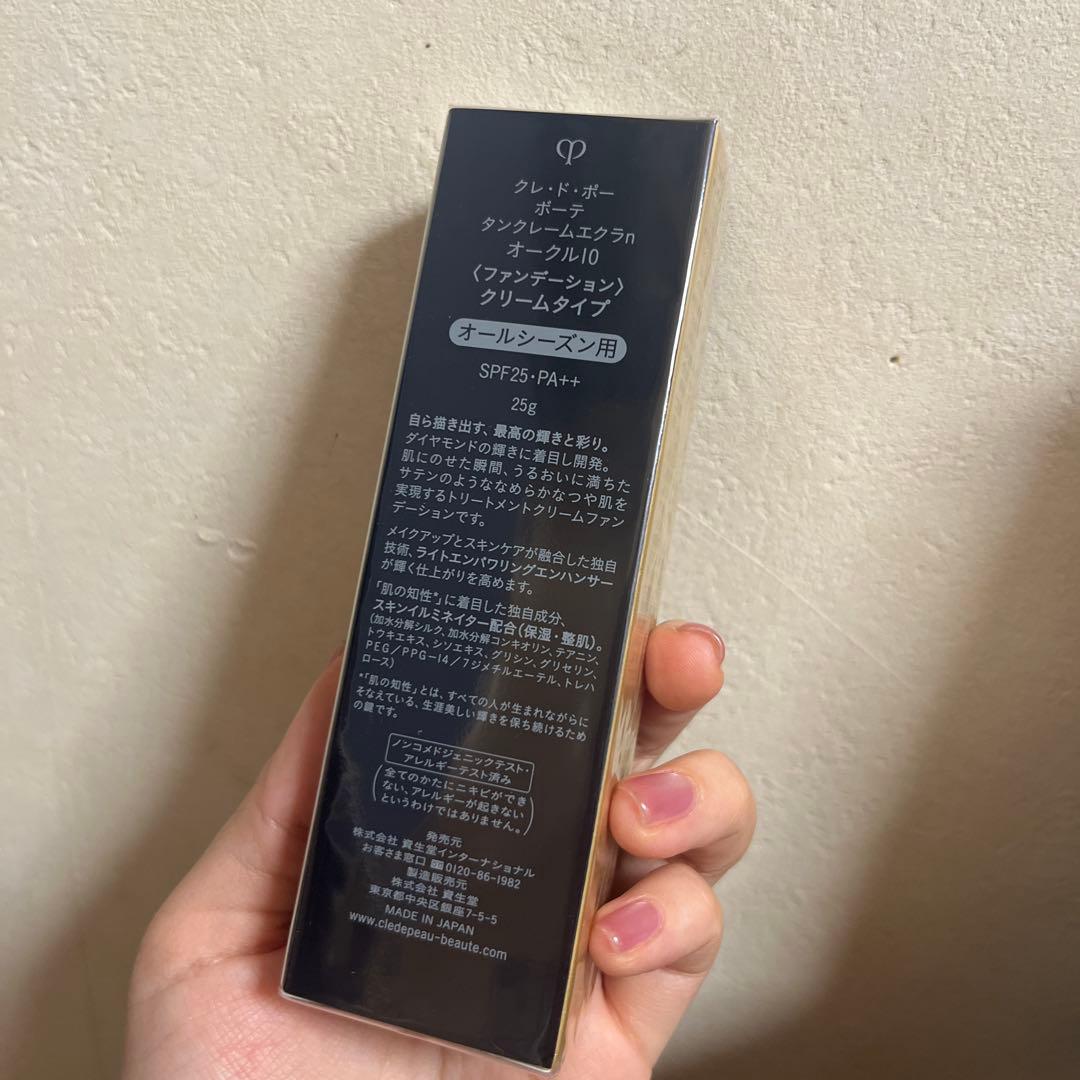 クレ・ド・ポー
ボーテ
タンクレームエクラn
オークル10
〈ファンデーション〉
クリームタイプ
オールシーズン用
SPF25・PA++
25g
自ら描き出す、最高の輝きと彩り。
ダイヤモンドの輝きに着目し開発。
肌にのせた瞬間、うるおいに満ちた
サテンのようななめらかなつや肌を
実現するトリートメントクリームファン
デーションです。
メイクアップとスキンケアが融合した独自
技術、ライトエンパワリングエンハンサー
が輝く仕上がりを高めます。
「肌の知性*」に着目した独自成分、
スキンイルミネイター配合（保湿・整肌）。
（加水分解シルク、加水分解コンキオリン、テアニン、
トウキエキス、シソエキス、グリシン、グリセリン、
PEG／PPG-14／7ジメチルエーテル、トレハ
ロース）
*「肌の知性」とは、すべての人が生まれながらに
そなえている、生涯美しい輝きを保ち続けるため
の鍵です。
ノンコメドジェニックテスト・
アレルギーテスト済み
（全てのかたにニキビができ
ない、アレルギーが起きない
というわけではありません。）
発売元
株式会社 資生堂インターナショナル
お客さま窓口 0120-86-1982
製造販売元
株式会社 資生堂
東京都中央区銀座7-5-5
MADE IN JAPAN
www.cledepeau-beaute.com